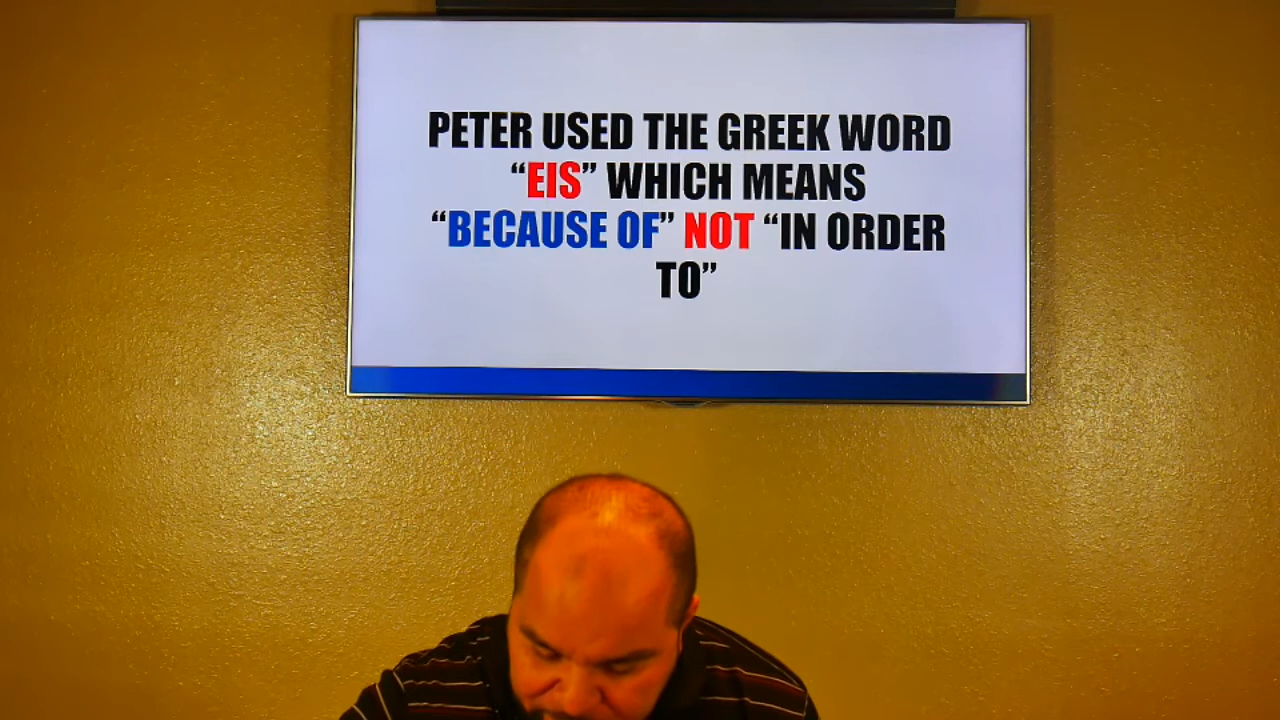 PETER USED THE GREEK WORD
“EIS” WHICH MEANS
“BECAUSE OF” NOT “IN ORDER
TO”